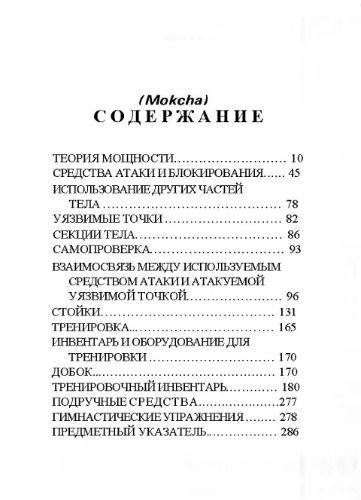 (Mokcha)
СОДЕРЖАНИЕ
ТЕОРИЯ МОЩНОСТИ.......................... 10
СРЕДСТВА АТАКИ И БЛОКИРОВАНИЯ...... 45
ИСПОЛЬЗОВАНИЕ ДРУГИХ ЧАСТЕЙ
ТЕЛА ................................ 78
УЯЗВИМЫЕ ТОЧКИ ....................... 82
СЕКЦИИ ТЕЛА............................ 86
САМОПРОВЕРКА.......................... 93
ВЗАИМОСВЯЗЬ МЕЖДУ ИСПОЛЬЗУЕМЫМ
СРЕДСТВОМ АТАКИ И АТАКУЕМОЙ
УЯЗВИМОЙ ТОЧКОЙ.................... 96
СТОЙКИ................................. 131
ТРЕНИРОВКА............................. 165
ИНВЕНТАРЬ И ОБОРУДОВАНИЕ ДЛЯ
ТРЕНИРОВКИ ......................... 170
ДОБОК................................... 170
ТРЕНИРОВОЧНЫЙ ИНВЕНТАРЬ............ 180
ПОДРУЧНЫЕ СРЕДСТВА..................277
ГИМНАСТИЧЕСКИЕ УПРАЖНЕНИЯ ........ 278
ПРЕДМЕТНЫЙ УКАЗАТЕЛЬ................ 286